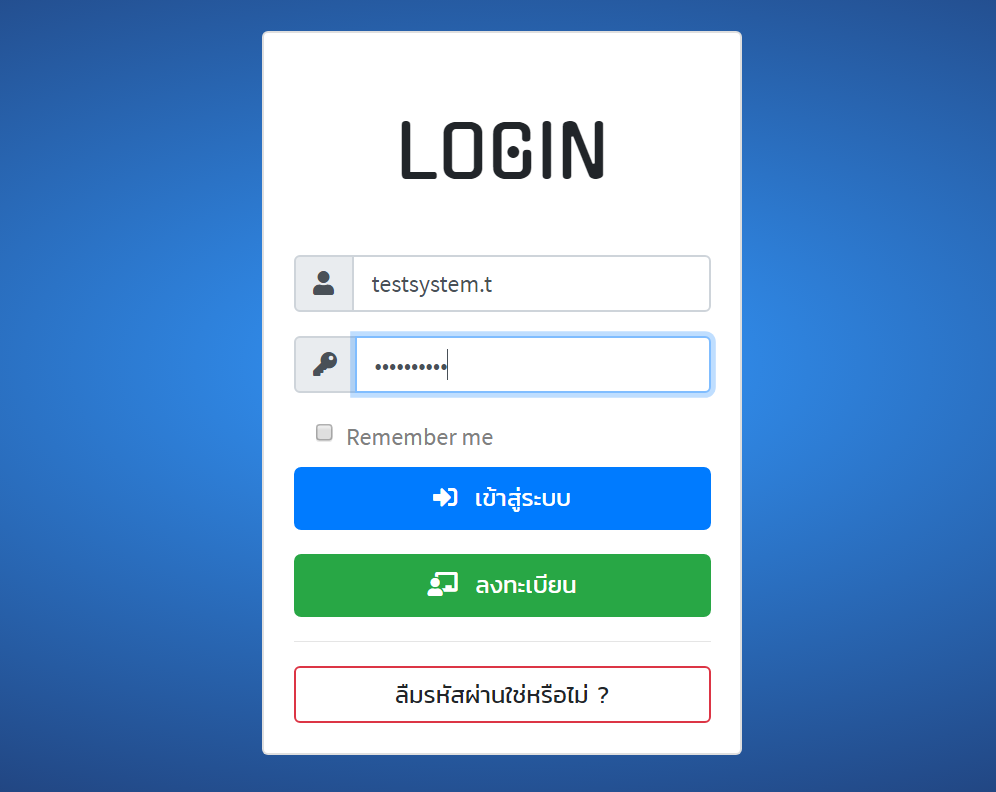 LOGIN
testsystem.t
••••••••••
Remember me
เข้าสู่ระบบ
ลงทะเบียน
ลืมรหัสผ่านใช่หรือไม่ ?